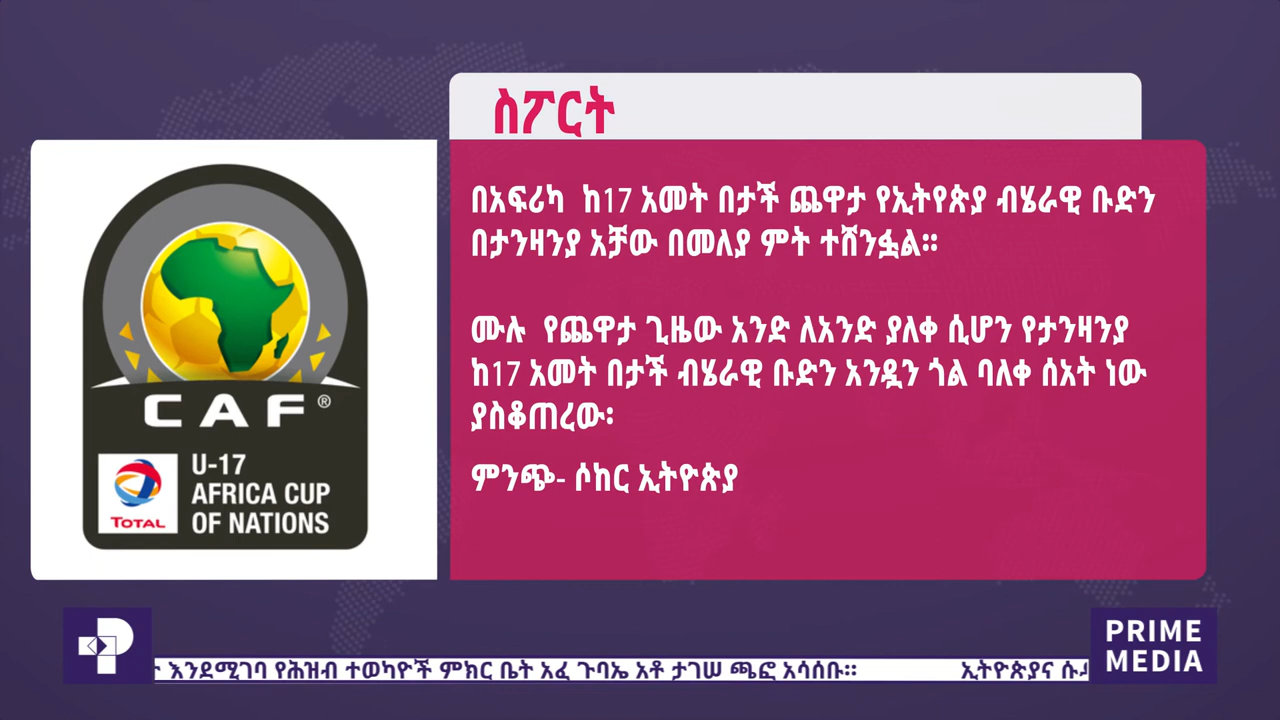 ስፖርት
በአፍሪካ ከ17 አመት በታች ጨዋታ የኢትየጵያ ብሄራዊ ቡድን
በታንዛንያ አቻው በመለያ ምት ተሸንፏል።
ሙሉ የጨዋታ ጊዜው አንድ ለአንድ ያለቀ ሲሆን የታንዛንያ
ከ17 አመት በታች ብሄራዊ ቡድን አንዷን ጎል ባለቀ ሰአት ነው
ያስቆጠረው፡
ምንጭ- ሶከር ኢትዮጵያ
CAF®
TOTAL
U-17
AFRICA CUP
OF NATIONS
እንደሚገባ የሕዝብ ተወካዮች ምክር ቤት አፈ ጉባኤ አቶ ታገሠ ጫፎ አሳሰቡ። ኢትዮጵያና
PRIME
MEDIA